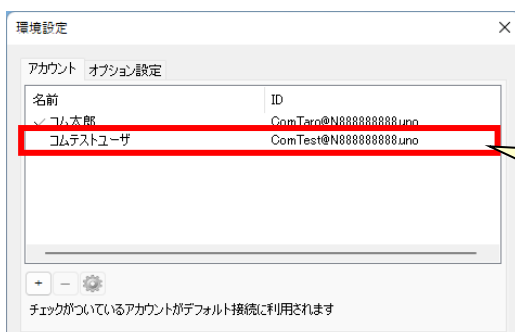 環境設定
アカウント オプション設定
名前 ID
コム太郎 ComTaro@N888888888.uno
コムテストユーザ ComTest@N888888888.uno
チェックがついているアカウントがデフォルト接続に利用されます